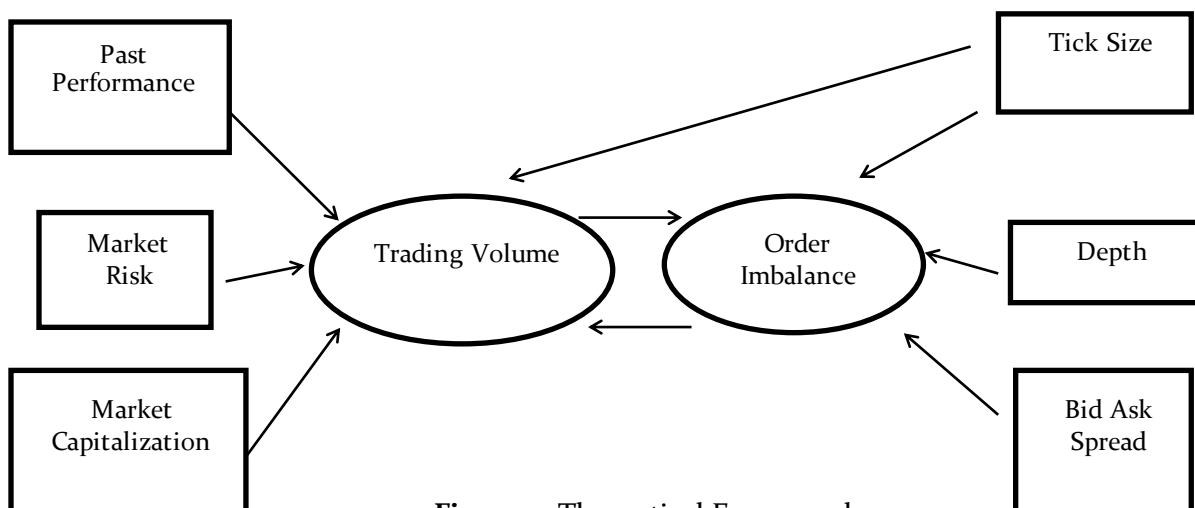 Past
Performance
Tick Size
Market
Risk
Trading Volume
Order
Imbalance
Depth
Market
Capitalization
Bid Ask
Spread